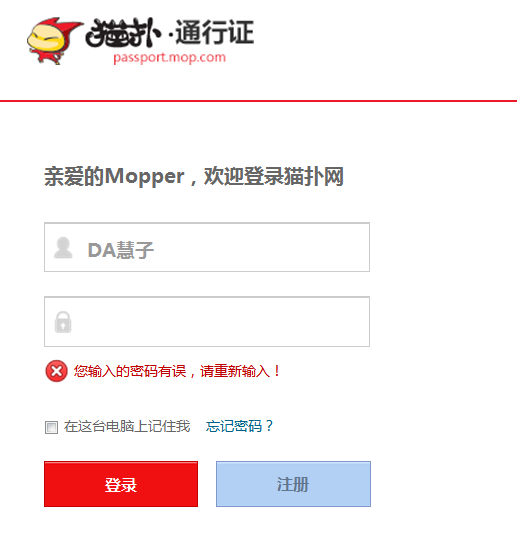 猫扑·通行证
passport.mop.com
亲爱的Mopper，欢迎登录猫扑网
DA慧子
您输入的密码有误，请重新输入！
在这台电脑上记住我 忘记密码？
登录 注册